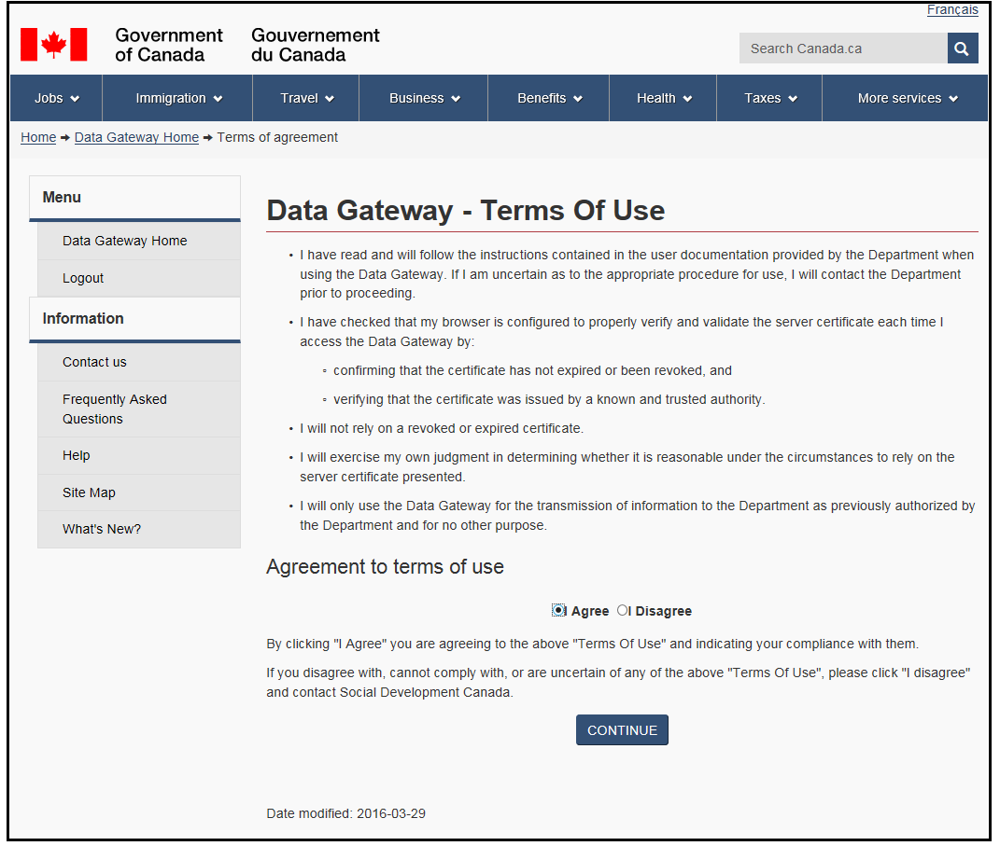 Français
Government
of Canada
Gouvernement
du Canada
Search Canada.ca
Jobs
Immigration
Travel
Business
Benefits
Health
Taxes
More services
Home ➜ Data Gateway Home ➜ Terms of agreement
Menu
Data Gateway Home
Logout
Information
Contact us
Frequently Asked
Questions
Help
Site Map
What's New?
Data Gateway - Terms Of Use
• I have read and will follow the instructions contained in the user documentation provided by the Department when
using the Data Gateway. If I am uncertain as to the appropriate procedure for use, I will contact the Department
prior to proceeding.
• I have checked that my browser is configured to properly verify and validate the server certificate each time I
access the Data Gateway by:
◦ confirming that the certificate has not expired or been revoked, and
◦ verifying that the certificate was issued by a known and trusted authority.
• I will not rely on a revoked or expired certificate.
• I will exercise my own judgment in determining whether it is reasonable under the circumstances to rely on the
server certificate presented.
• I will only use the Data Gateway for the transmission of information to the Department as previously authorized by
the Department and for no other purpose.
Agreement to terms of use
I Agree I Disagree
By clicking "I Agree" you are agreeing to the above "Terms Of Use" and indicating your compliance with them.
If you disagree with, cannot comply with, or are uncertain of any of the above "Terms Of Use", please click "I disagree"
and contact Social Development Canada.
CONTINUE
Date modified: 2016-03-29